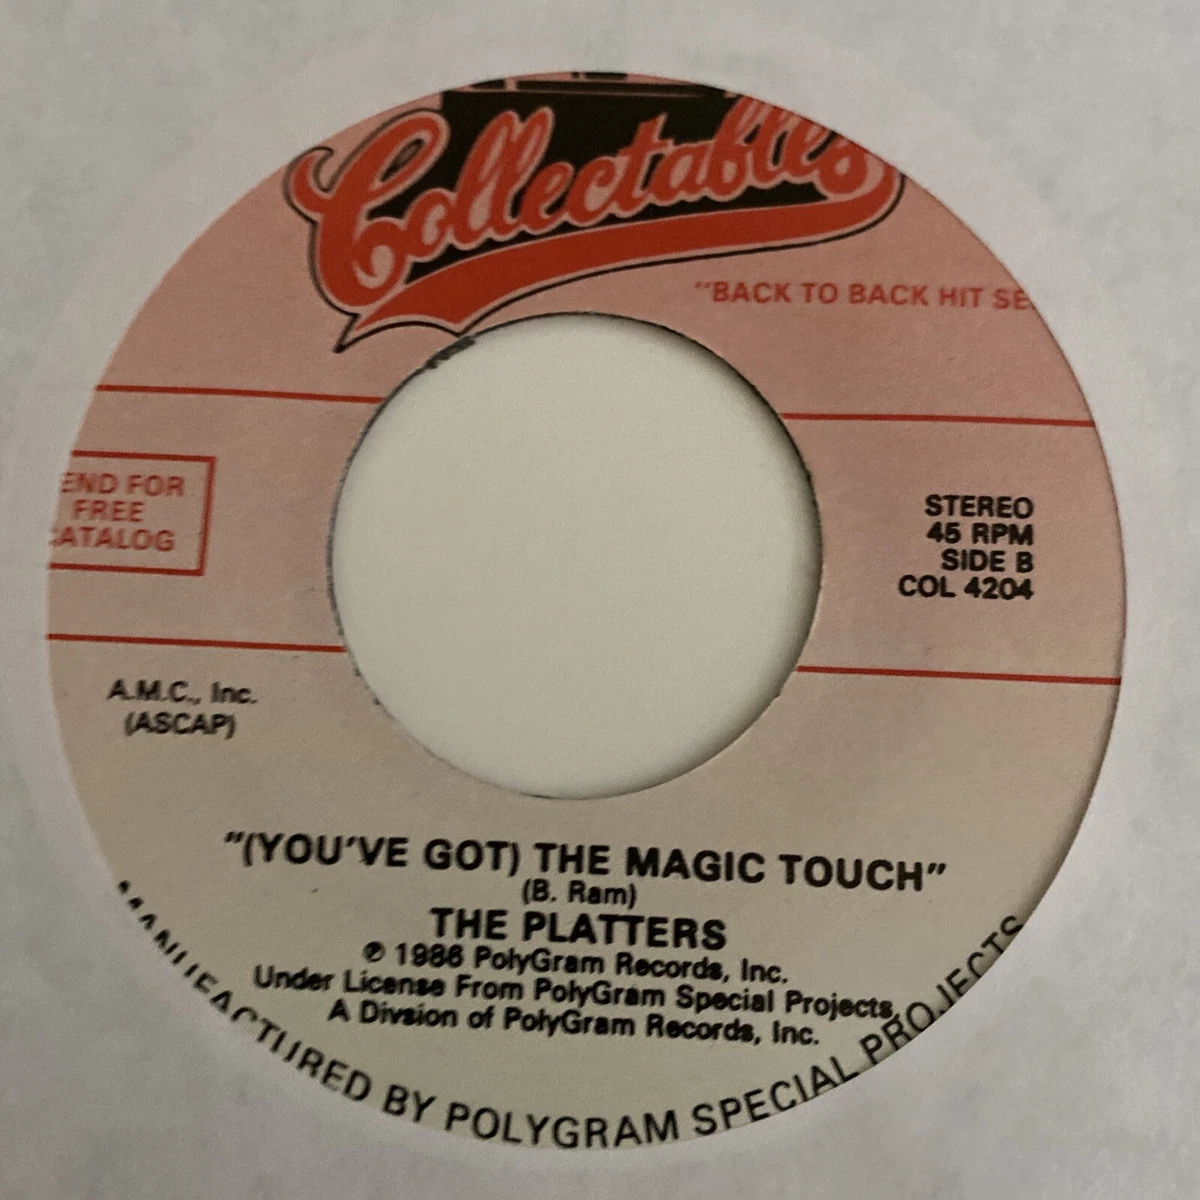 Collectables
"BACK TO BACK HIT SE
END FOR
FREE
CATALOG
STEREO
45 RPM
SIDE B
COL 4204
A.M.C., Inc.
(ASCAP)
"(YOU'VE GOT) THE MAGIC TOUCH"
(B. Ram)
THE PLATTERS
℗ 1986 PolyGram Records, Inc.
Under License From PolyGram Special Projects,
A Divsion of PolyGram Records, Inc.
MANUFACTURED BY POLYGRAM SPECIAL PROJECTS